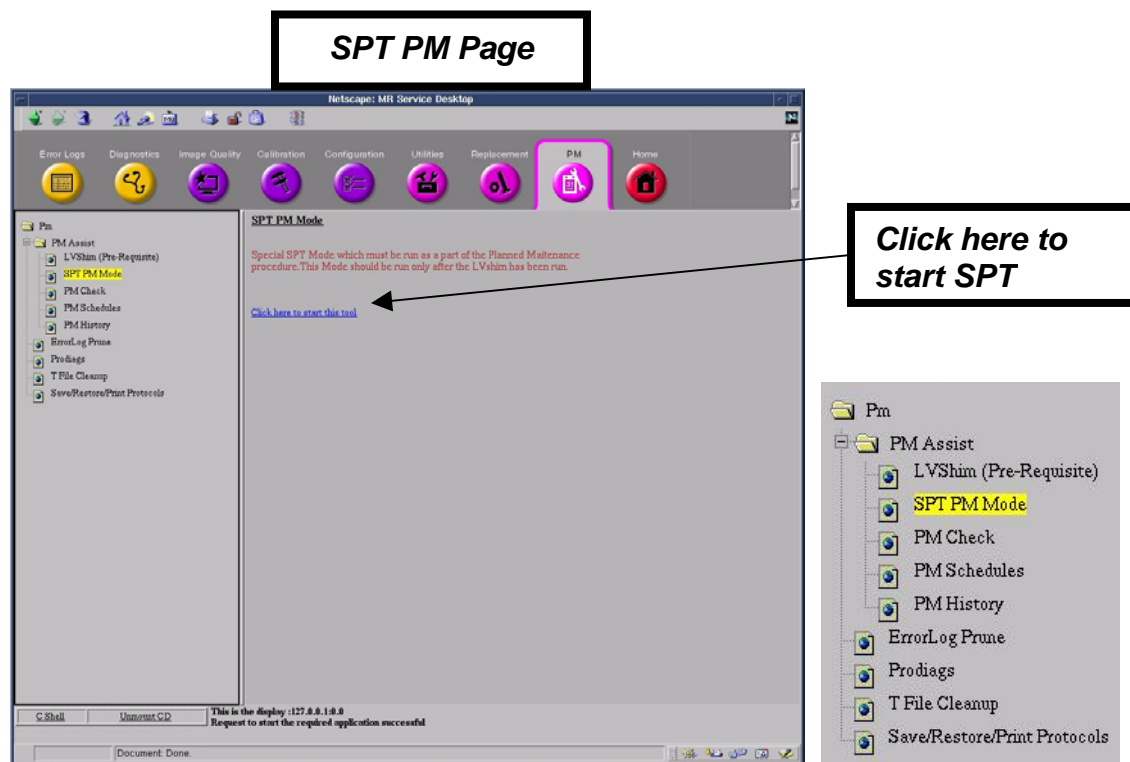 SPT PM Page
Netscape: MR Service Desktop
Error Logs Diagnostics Image Quality Calibration Configuration Utilities Replacement PM Home
Pm
PM Assist
LVShim (Pre-Requisite)
SPT PM Mode
PM Check
PM Schedules
PM History
ErrorLog Prune
Prodiags
T File Cleanup
Save/Restore/Print Protocols
SPT PM Mode
Special SPT Mode which must be run as a part of the Planned Maitenance
procedure.This Mode should be run only after the LVshim has been run.
Click here to start this tool
C Shell Unmount CD
This is the display :127.0.0.1:0.0
Request to start the required application successful
Document: Done.
Click here to
start SPT
Pm
PM Assist
LVShim (Pre-Requisite)
SPT PM Mode
PM Check
PM Schedules
PM History
ErrorLog Prune
Prodiags
T File Cleanup
Save/Restore/Print Protocols